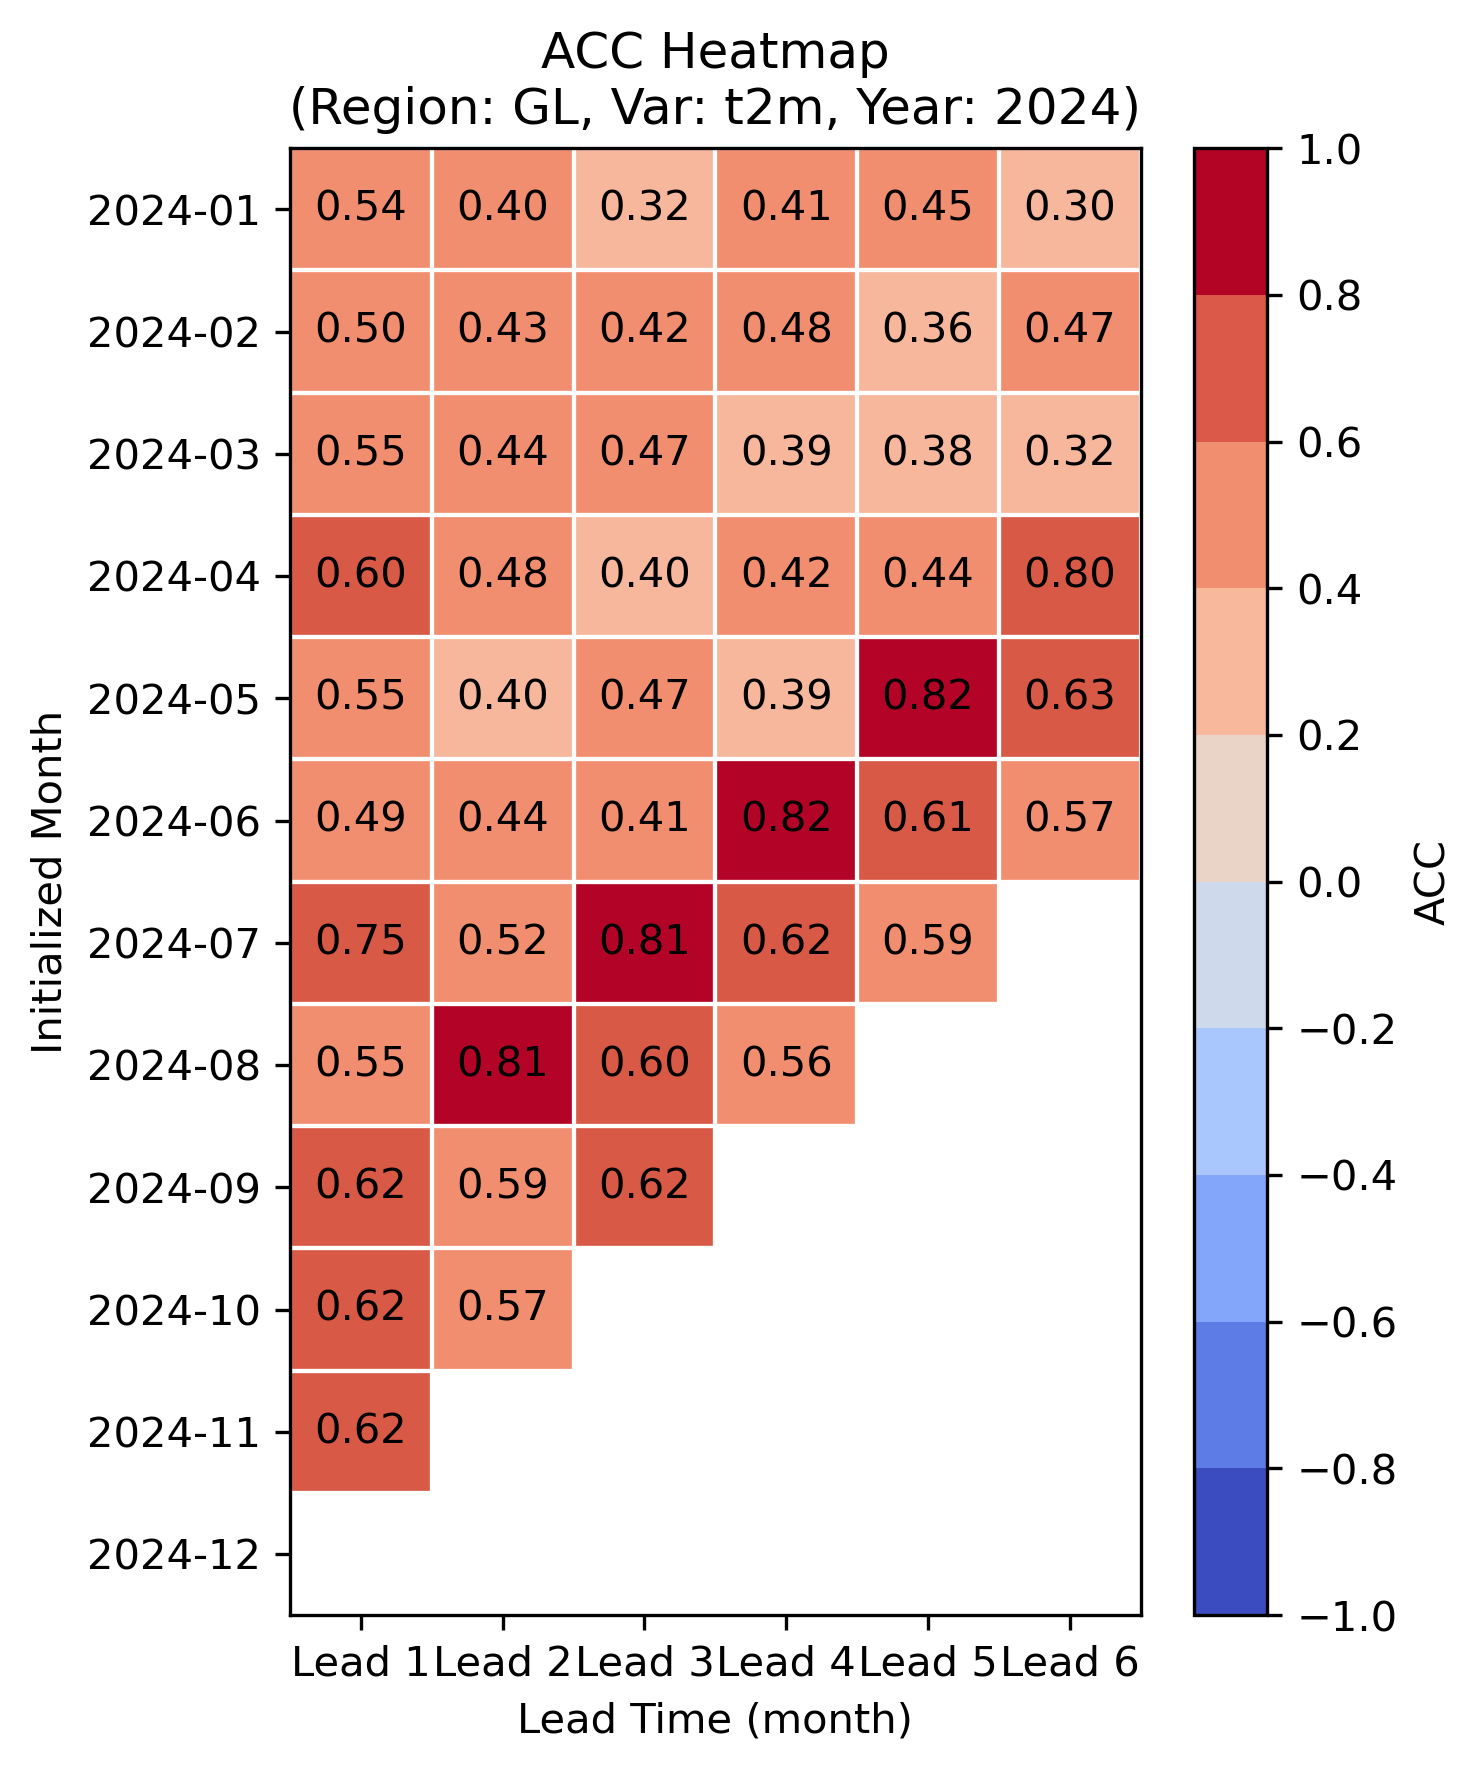 ACC Heatmap
(Region: GL, Var: t2m, Year: 2024)
Initialized Month
2024-01 0.54 0.40 0.32 0.41 0.45 0.30
2024-02 0.50 0.43 0.42 0.48 0.36 0.47
2024-03 0.55 0.44 0.47 0.39 0.38 0.32
2024-04 0.60 0.48 0.40 0.42 0.44 0.80
2024-05 0.55 0.40 0.47 0.39 0.82 0.63
2024-06 0.49 0.44 0.41 0.82 0.61 0.57
2024-07 0.75 0.52 0.81 0.62 0.59
2024-08 0.55 0.81 0.60 0.56
2024-09 0.62 0.59 0.62
2024-10 0.62 0.57
2024-11 0.62
2024-12
Lead 1 Lead 2 Lead 3 Lead 4 Lead 5 Lead 6
Lead Time (month)
1.0
0.8
0.6
0.4
0.2
0.0
−0.2
−0.4
−0.6
−0.8
−1.0
ACC